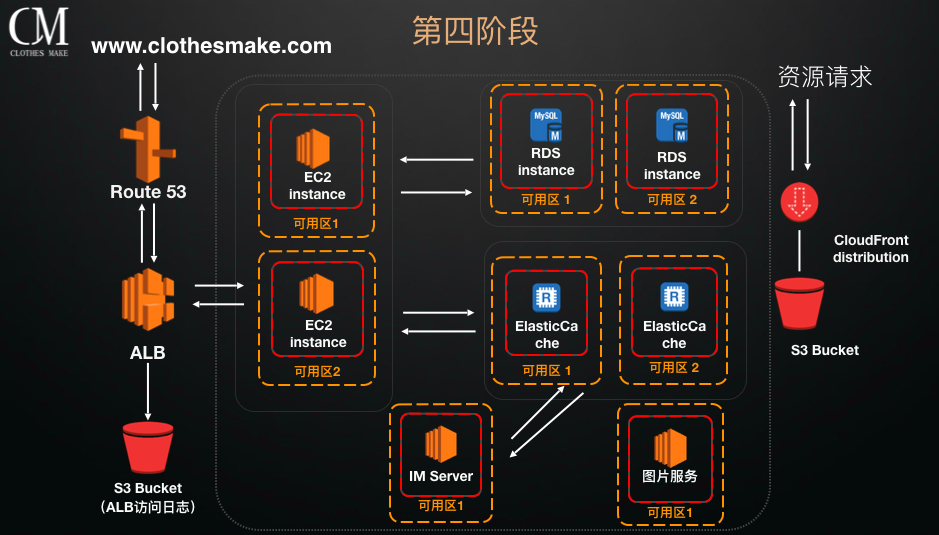 CM
CLOTHES MAKE
www.clothesmake.com
第四阶段
资源请求
Route 53
ALB
S3 Bucket
（ALB访问日志）
EC2
instance
可用区1
EC2
instance
可用区2
MySQL
M
RDS
instance
可用区 1
MySQL
M
RDS
instance
可用区 2
R
ElasticCa
che
可用区 1
R
ElasticCa
che
可用区 2
IM Server
可用区1
图片服务
可用区1
CloudFront
distribution
S3 Bucket